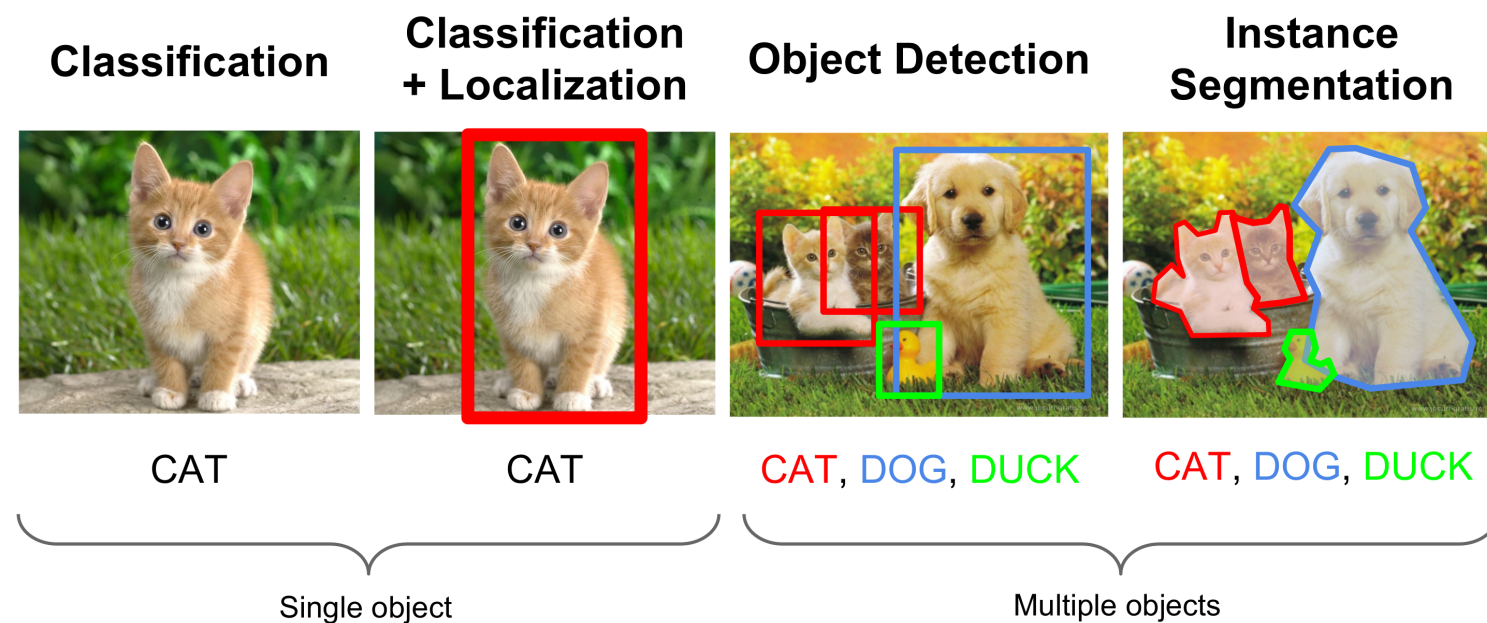 Classification
Classification
+ Localization
Object Detection
Instance
Segmentation
CAT
CAT
CAT, DOG, DUCK
CAT, DOG, DUCK
Single object
Multiple objects